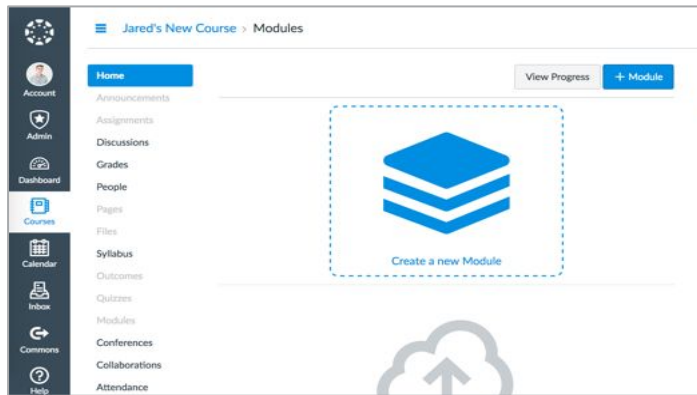 Jared's New Course > Modules
Account
Admin
Dashboard
Courses
Calendar
Inbox
Commons
Help
Home
Announcements
Assignments
Discussions
Grades
People
Pages
Files
Syllabus
Outcomes
Quizzes
Modules
Conferences
Collaborations
Attendance
View Progress
+ Module
Create a new Module